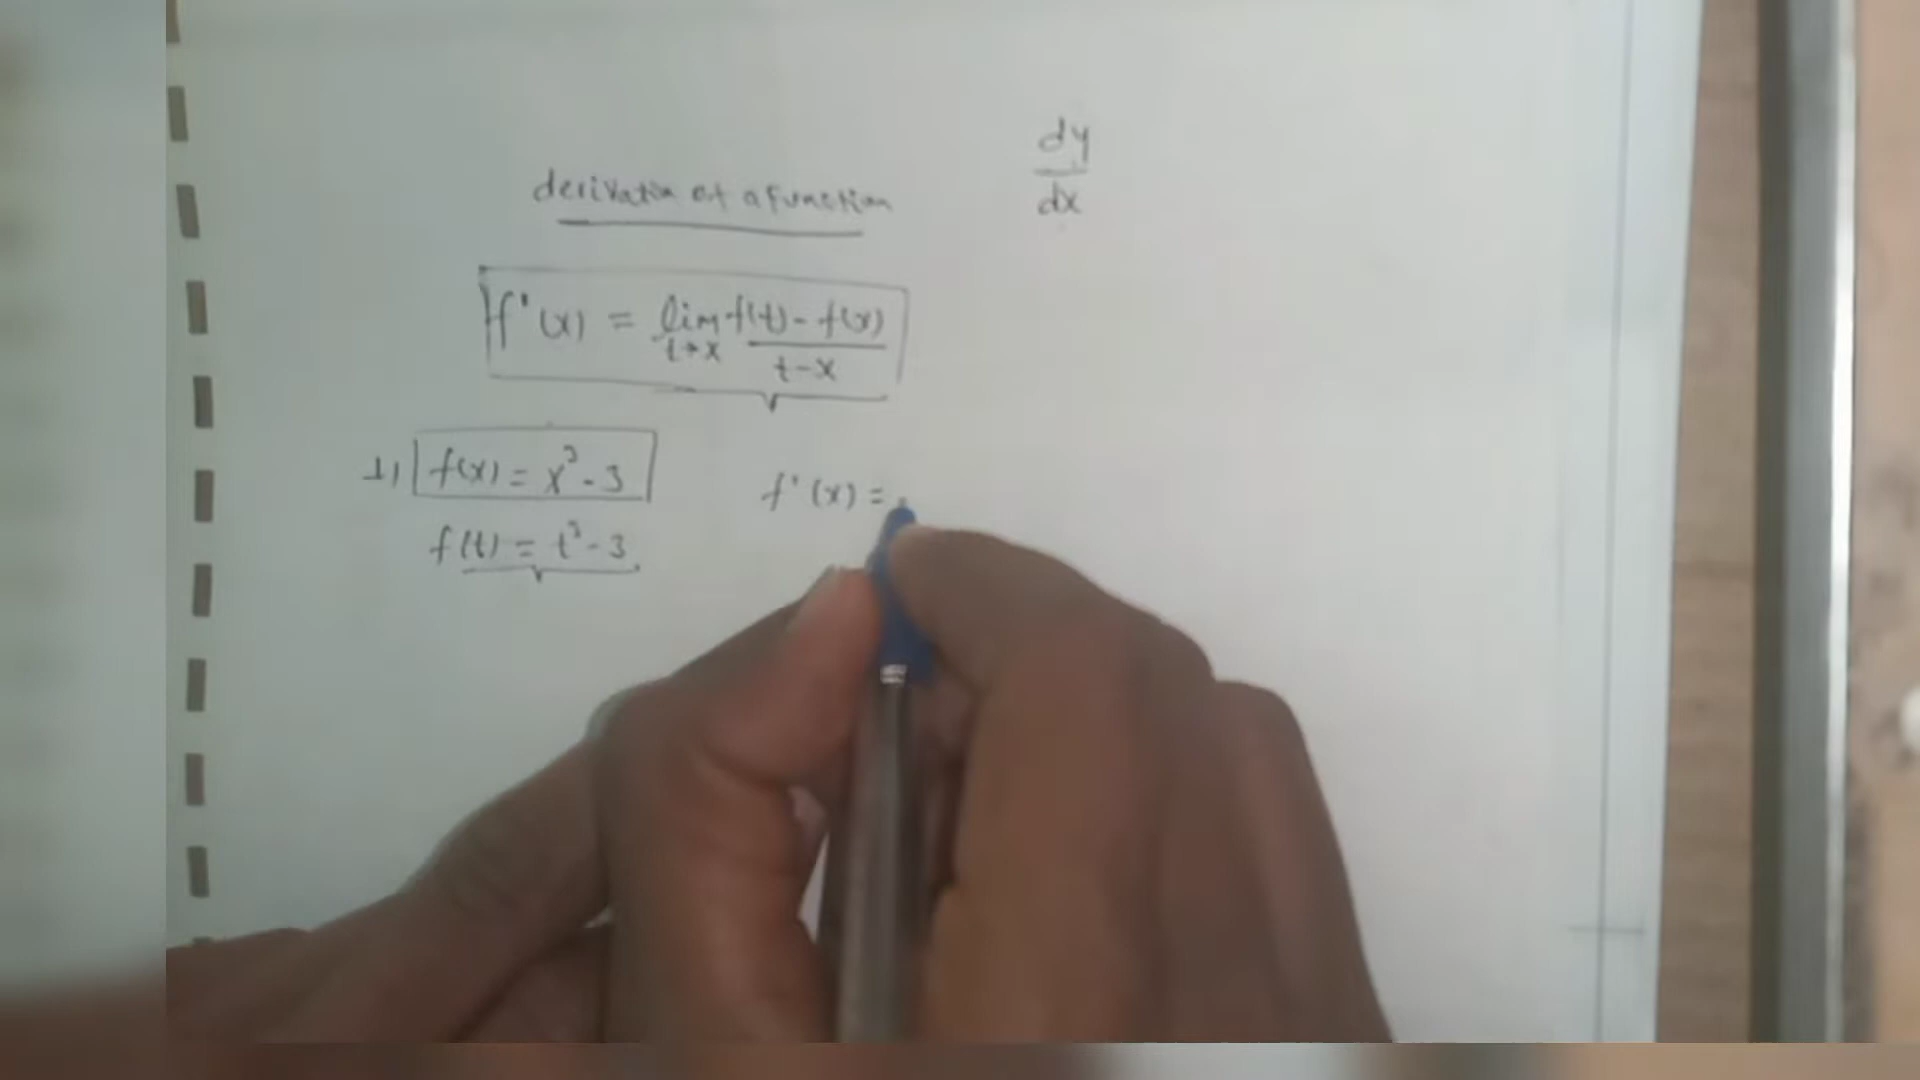 dy
dx
derivation of a function
f'(x) = lim f(t) - f(x)
t→x t-x
1) f(x) = x² - 3
f'(x) =
f(t) = t² - 3